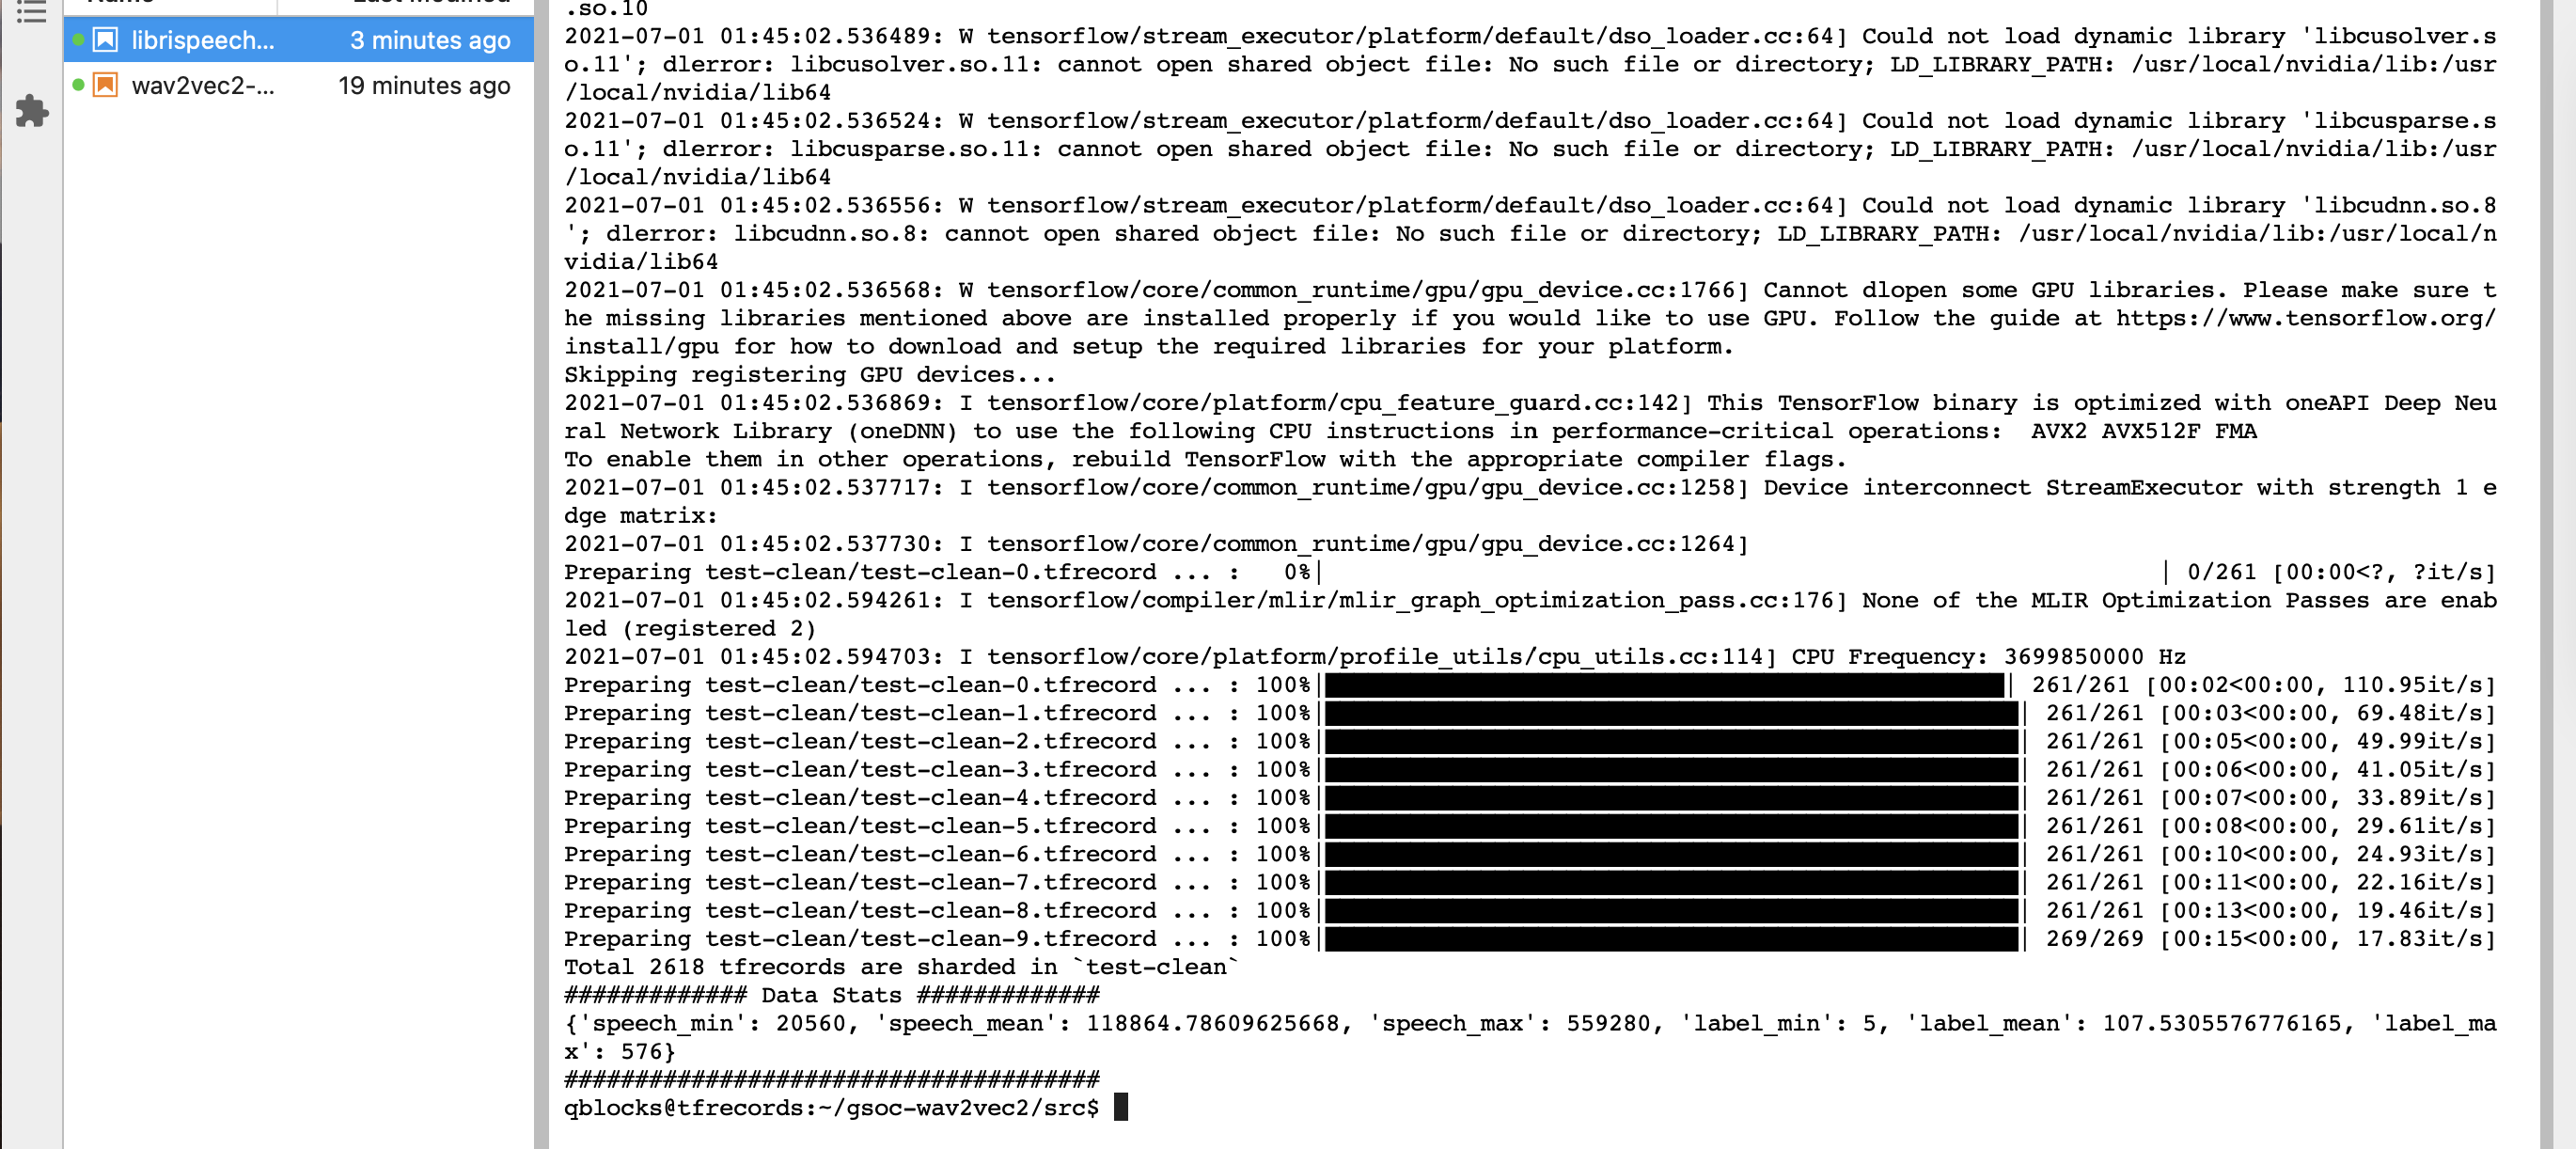 Name Last Modified
librispeech... 3 minutes ago
wav2vec2-... 19 minutes ago
.so.10
2021-07-01 01:45:02.536489: W tensorflow/stream_executor/platform/default/dso_loader.cc:64] Could not load dynamic library 'libcusolver.s
o.11'; dlerror: libcusolver.so.11: cannot open shared object file: No such file or directory; LD_LIBRARY_PATH: /usr/local/nvidia/lib:/usr
/local/nvidia/lib64
2021-07-01 01:45:02.536524: W tensorflow/stream_executor/platform/default/dso_loader.cc:64] Could not load dynamic library 'libcusparse.s
o.11'; dlerror: libcusparse.so.11: cannot open shared object file: No such file or directory; LD_LIBRARY_PATH: /usr/local/nvidia/lib:/usr
/local/nvidia/lib64
2021-07-01 01:45:02.536556: W tensorflow/stream_executor/platform/default/dso_loader.cc:64] Could not load dynamic library 'libcudnn.so.8
'; dlerror: libcudnn.so.8: cannot open shared object file: No such file or directory; LD_LIBRARY_PATH: /usr/local/nvidia/lib:/usr/local/n
vidia/lib64
2021-07-01 01:45:02.536568: W tensorflow/core/common_runtime/gpu/gpu_device.cc:1766] Cannot dlopen some GPU libraries. Please make sure t
he missing libraries mentioned above are installed properly if you would like to use GPU. Follow the guide at https://www.tensorflow.org/
install/gpu for how to download and setup the required libraries for your platform.
Skipping registering GPU devices...
2021-07-01 01:45:02.536869: I tensorflow/core/platform/cpu_feature_guard.cc:142] This TensorFlow binary is optimized with oneAPI Deep Neu
ral Network Library (oneDNN) to use the following CPU instructions in performance-critical operations:  AVX2 AVX512F FMA
To enable them in other operations, rebuild TensorFlow with the appropriate compiler flags.
2021-07-01 01:45:02.537717: I tensorflow/core/common_runtime/gpu/gpu_device.cc:1258] Device interconnect StreamExecutor with strength 1 e
dge matrix:
2021-07-01 01:45:02.537730: I tensorflow/core/common_runtime/gpu/gpu_device.cc:1264]
Preparing test-clean/test-clean-0.tfrecord ... :   0%| | 0/261 [00:00<?, ?it/s]
2021-07-01 01:45:02.594261: I tensorflow/compiler/mlir/mlir_graph_optimization_pass.cc:176] None of the MLIR Optimization Passes are enab
led (registered 2)
2021-07-01 01:45:02.594703: I tensorflow/core/platform/profile_utils/cpu_utils.cc:114] CPU Frequency: 3699850000 Hz
Preparing test-clean/test-clean-0.tfrecord ... : 100%| | 261/261 [00:02<00:00, 110.95it/s]
Preparing test-clean/test-clean-1.tfrecord ... : 100%| | 261/261 [00:03<00:00, 69.48it/s]
Preparing test-clean/test-clean-2.tfrecord ... : 100%| | 261/261 [00:05<00:00, 49.99it/s]
Preparing test-clean/test-clean-3.tfrecord ... : 100%| | 261/261 [00:06<00:00, 41.05it/s]
Preparing test-clean/test-clean-4.tfrecord ... : 100%| | 261/261 [00:07<00:00, 33.89it/s]
Preparing test-clean/test-clean-5.tfrecord ... : 100%| | 261/261 [00:08<00:00, 29.61it/s]
Preparing test-clean/test-clean-6.tfrecord ... : 100%| | 261/261 [00:10<00:00, 24.93it/s]
Preparing test-clean/test-clean-7.tfrecord ... : 100%| | 261/261 [00:11<00:00, 22.16it/s]
Preparing test-clean/test-clean-8.tfrecord ... : 100%| | 261/261 [00:13<00:00, 19.46it/s]
Preparing test-clean/test-clean-9.tfrecord ... : 100%| | 269/269 [00:15<00:00, 17.83it/s]
Total 2618 tfrecords are sharded in `test-clean`
############# Data Stats #############
{'speech_min': 20560, 'speech_mean': 118864.78609625668, 'speech_max': 559280, 'label_min': 5, 'label_mean': 107.5305576776165, 'label_ma
x': 576}
######################################
qblocks@tfrecords:~/gsoc-wav2vec2/src$